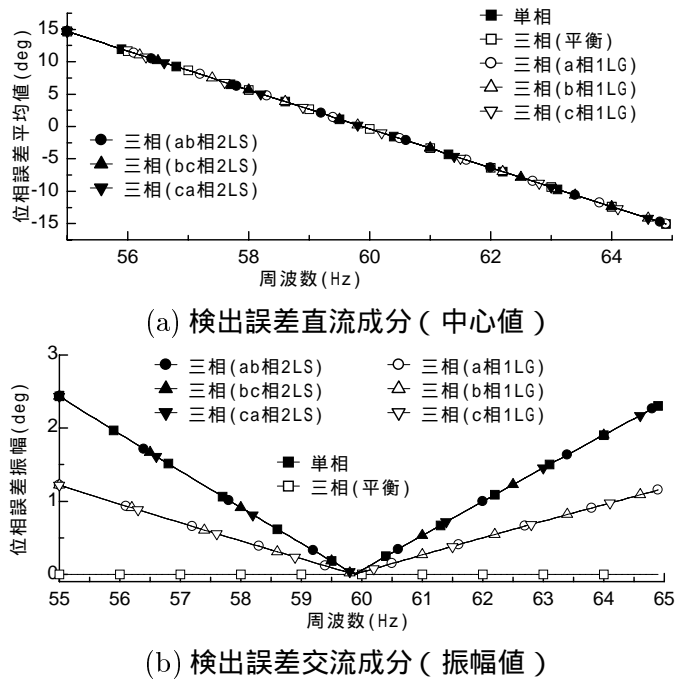 位相誤差平均値(deg)
15
10
5
0
-5
-10
-15
単相
三相(平衡)
三相(a相1LG)
三相(b相1LG)
三相(c相1LG)
三相(ab相2LS)
三相(bc相2LS)
三相(ca相2LS)
56 58 60 62 64
周波数(Hz)
(a) 検出誤差直流成分(中心値)
位相誤差振幅(deg)
3
2
1
0
三相(ab相2LS) 三相(a相1LG)
三相(bc相2LS) 三相(b相1LG)
三相(ca相2LS) 三相(c相1LG)
単相
三相(平衡)
55 56 57 58 59 60 61 62 63 64 65
周波数(Hz)
(b) 検出誤差交流成分(振幅値)